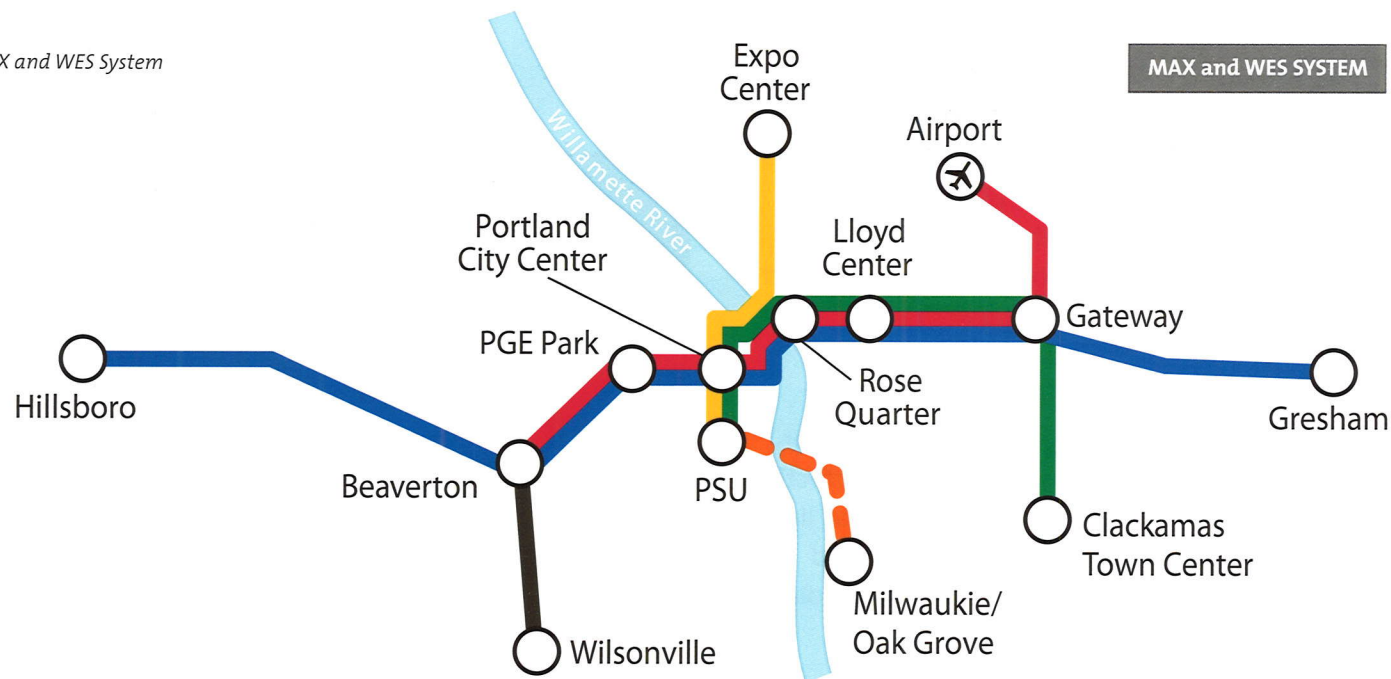 X and WES System
MAX and WES SYSTEM
Expo
Center
Airport
Willamette River
Portland
City Center
Lloyd
Center
PGE Park
Gateway
Hillsboro
Rose
Quarter
Gresham
Beaverton
PSU
Clackamas
Town Center
Milwaukie/
Oak Grove
Wilsonville